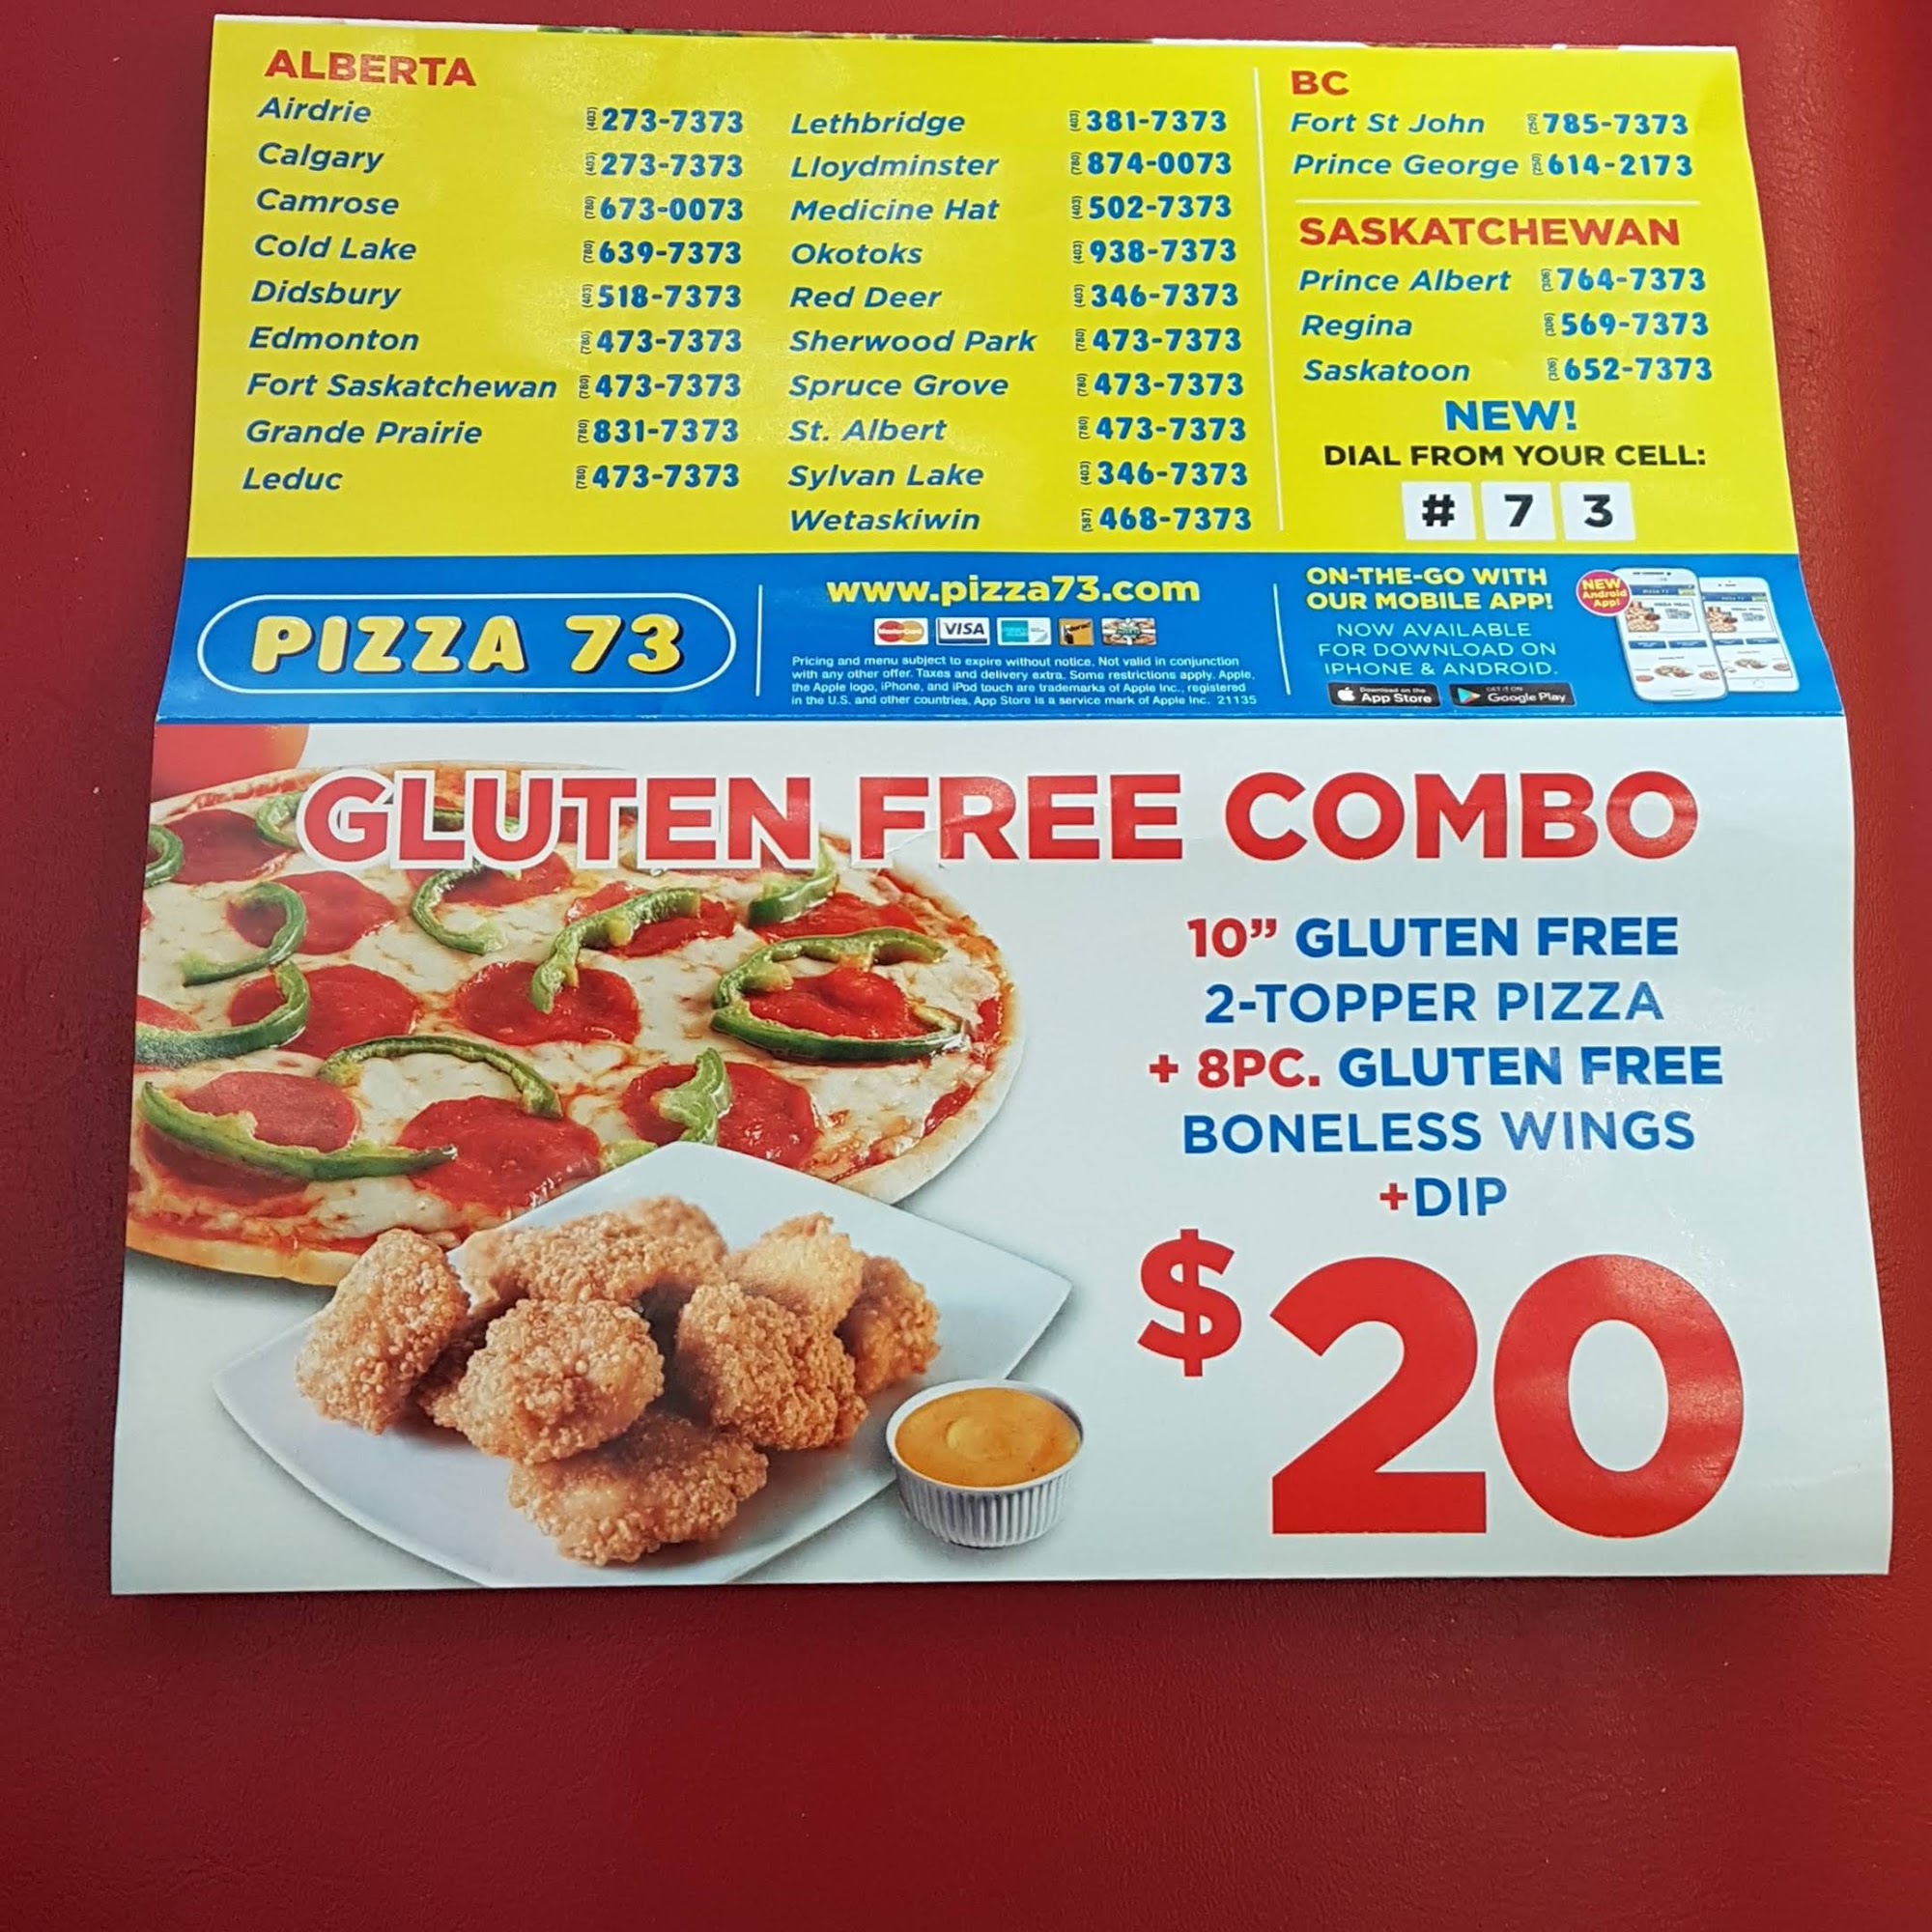 ALBERTA
Airdrie (403) 273-7373
Calgary (403) 273-7373
Camrose (780) 673-0073
Cold Lake (780) 639-7373
Didsbury (403) 518-7373
Edmonton (780) 473-7373
Fort Saskatchewan (780) 473-7373
Grande Prairie (780) 831-7373
Leduc (780) 473-7373
Lethbridge (403) 381-7373
Lloydminster (780) 874-0073
Medicine Hat (403) 502-7373
Okotoks (403) 938-7373
Red Deer (403) 346-7373
Sherwood Park (780) 473-7373
Spruce Grove (780) 473-7373
St. Albert (780) 473-7373
Sylvan Lake (403) 346-7373
Wetaskiwin (587) 468-7373
BC
Fort St John (250) 785-7373
Prince George (250) 614-2173
SASKATCHEWAN
Prince Albert (306) 764-7373
Regina (306) 569-7373
Saskatoon (306) 652-7373
NEW!
DIAL FROM YOUR CELL:
# 7 3
PIZZA 73
www.pizza73.com
MasterCard VISA
Pricing and menu subject to expire without notice. Not valid in conjunction
with any other offer. Taxes and delivery extra. Some restrictions apply. Apple,
the Apple logo, iPhone, and iPod touch are trademarks of Apple Inc., registered
in the U.S. and other countries. App Store is a service mark of Apple Inc. 21135
ON-THE-GO WITH
OUR MOBILE APP!
NOW AVAILABLE
FOR DOWNLOAD ON
IPHONE & ANDROID.
Download on the
App Store
GET IT ON
Google Play
NEW
Android
App!
GLUTEN FREE COMBO
10” GLUTEN FREE
2-TOPPER PIZZA
+ 8PC. GLUTEN FREE
BONELESS WINGS
+DIP
$20